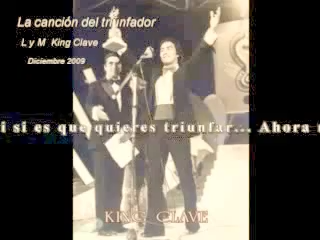 La canción del triunfador
L y M King Clave
Diciembre 2009
i si es que quieres triunfar... Ahora
KING CLAVE